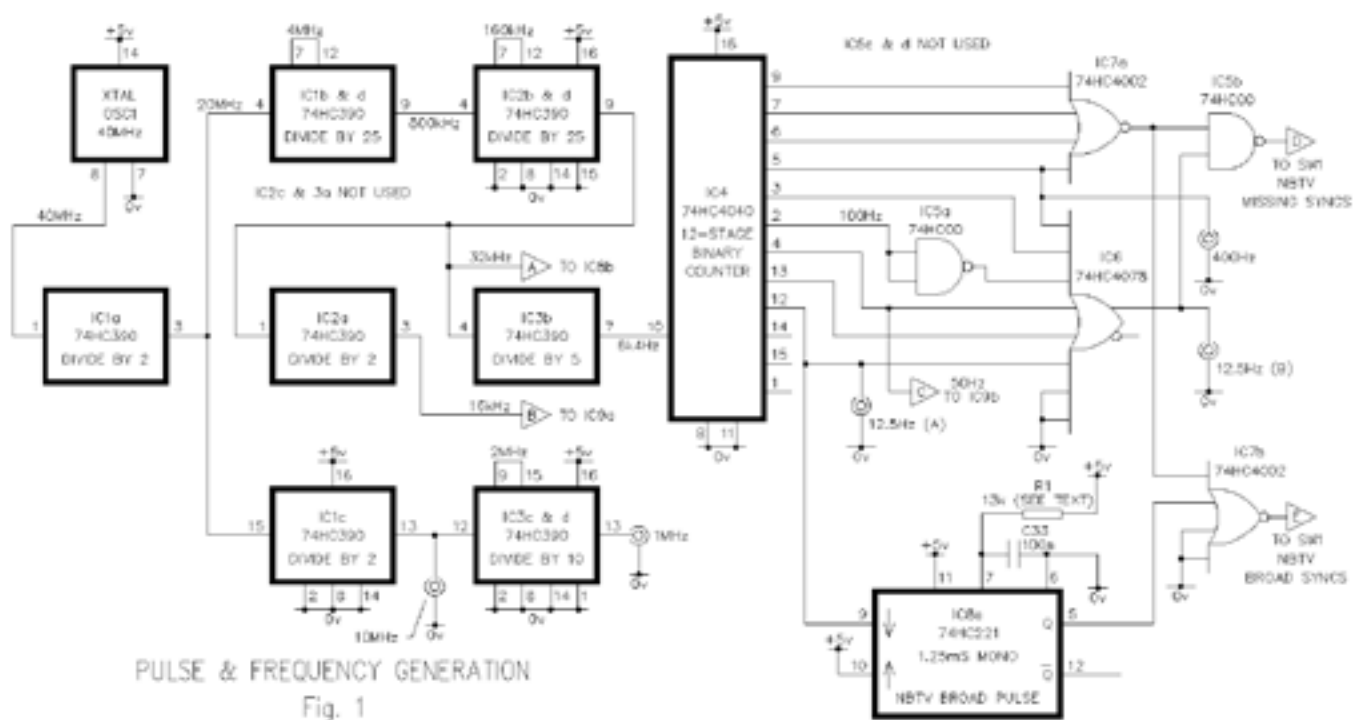 +5v
14
XTAL
OSC1
40MHz
8
7
0v
40MHz
1
IC1a
74HC390
DIVIDE BY 2
3
20MHz
4MHz
7
12
4
IC1b & d
74HC390
DIVIDE BY 25
9
800kHz
160kHz
7
12
+5v
16
4
IC2b & d
74HC390
DIVIDE BY 25
9
2
8
14
15
0v
IC2c & 3a NOT USED
32kHz
A
TO IC8b
1
IC2a
74HC390
DIVIDE BY 2
3
4
IC3b
74HC390
DIVIDE BY 5
7
10
6k4Hz
16kHz
B
TO IC9a
+5v
16
15
IC1c
74HC390
DIVIDE BY 2
13
2
8
14
0v
10MHz
0v
2MHz
9
15
+5v
16
12
IC3c & d
74HC390
DIVIDE BY 10
13
1MHz
0v
2
8
14
1
0v
+5v
16
IC4
74HC4040
12-STAGE
BINARY
COUNTER
9
7
6
5
3
2
4
13
12
14
15
1
8
11
0v
100Hz
IC5a
74HC00
IC5c & d NOT USED
IC7a
74HC4002
IC5b
74HC00
D
TO SW1
NBTV
MISSING SYNCS
400Hz
0v
IC6
74HC4078
12.5Hz (B)
0v
C
50Hz
TO IC9b
12.5Hz (A)
0v
0v
IC7b
74HC4002
E
TO SW1
NBTV
BROAD SYNCS
0v
+5v
R1
13k (SEE TEXT)
C33
100n
0v
+5v
11
7
6
9
+5v
10
IC8a
74HC221
1.25mS MONO
NBTV BROAD PULSE
Q
5
Q
12
PULSE & FREQUENCY GENERATION
Fig. 1